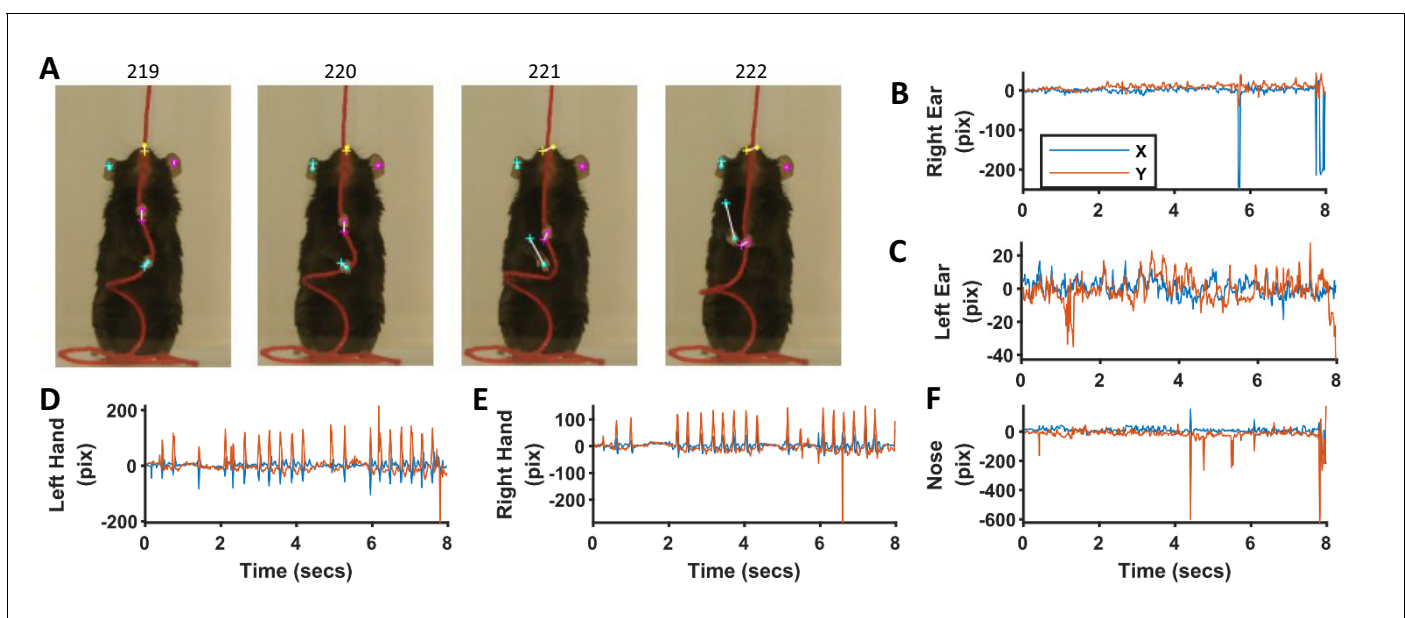 A
219
220
221
222
B
Right Ear
(pix)
0
-100
-200
X
Y
0 2 4 6 8
C
Left Ear
(pix)
20
0
-20
-40
0 2 4 6 8
D
Left Hand
(pix)
200
0
-200
0 2 4 6 8
Time (secs)
E
Right Hand
(pix)
100
0
-100
-200
0 2 4 6 8
Time (secs)
F
Nose
(pix)
0
-200
-400
-600
0 2 4 6 8
Time (secs)